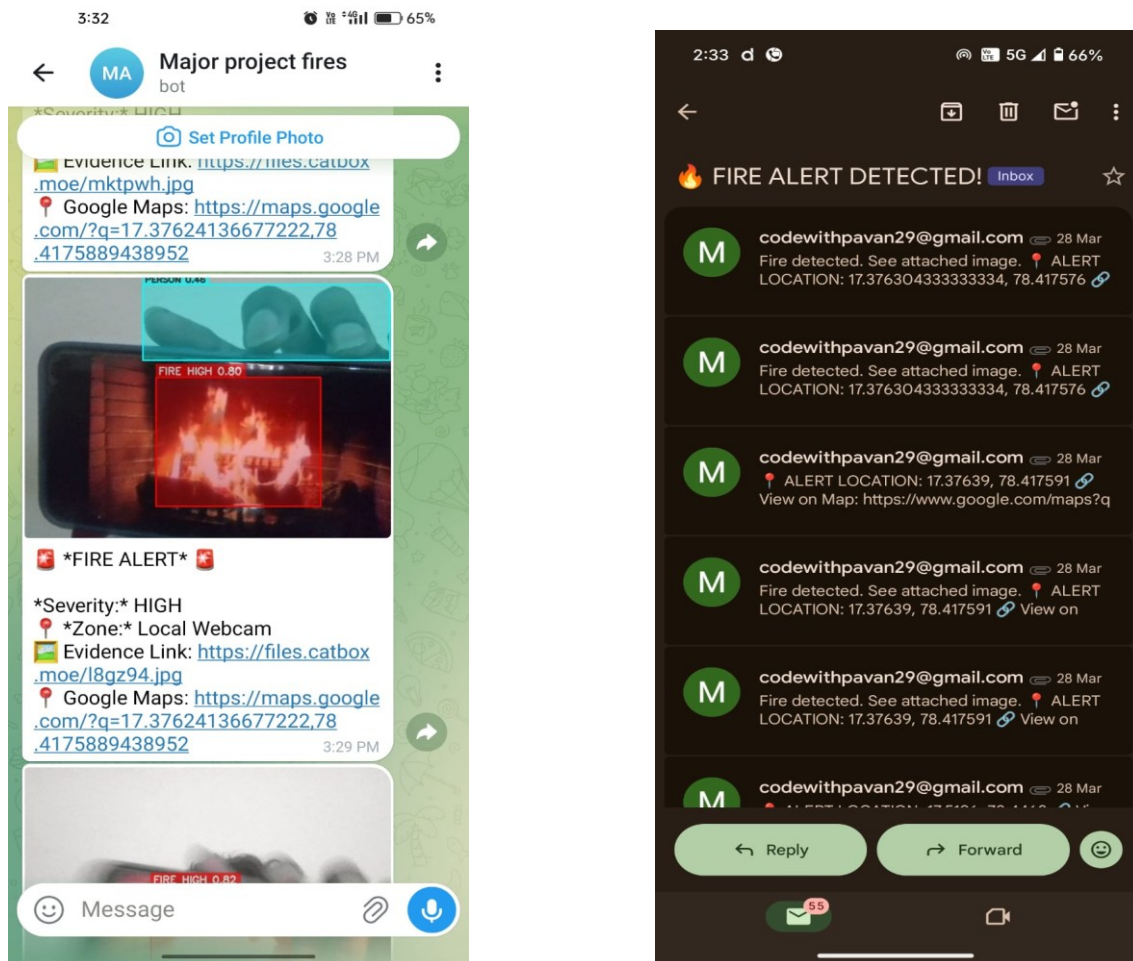 3:32
Vo LTE 4G 65%
MA
Major project fires
bot
*Severity:* HIGH
Set Profile Photo
Evidence Link: https://files.catbox
.moe/mktpwh.jpg
Google Maps: https://maps.google
.com/?q=17.37624136677222,78
.4175889438952
3:28 PM
PERSON 0.46
FIRE HIGH 0.80
*FIRE ALERT*
*Severity:* HIGH
*Zone:* Local Webcam
Evidence Link: https://files.catbox
.moe/l8gz94.jpg
Google Maps: https://maps.google
.com/?q=17.37624136677222,78
.4175889438952
3:29 PM
FIRE HIGH 0.82
Message
2:33 d Vo LTE 5G 66%
FIRE ALERT DETECTED! Inbox
M
codewithpavan29@gmail.com 28 Mar
Fire detected. See attached image. 📍 ALERT
LOCATION: 17.376304333333334, 78.417576 🔗
M
codewithpavan29@gmail.com 28 Mar
Fire detected. See attached image. 📍 ALERT
LOCATION: 17.376304333333334, 78.417576 🔗
M
codewithpavan29@gmail.com 28 Mar
📍 ALERT LOCATION: 17.37639, 78.417591 🔗
View on Map: https://www.google.com/maps?q
M
codewithpavan29@gmail.com 28 Mar
Fire detected. See attached image. 📍 ALERT
LOCATION: 17.37639, 78.417591 🔗 View on
M
codewithpavan29@gmail.com 28 Mar
Fire detected. See attached image. 📍 ALERT
LOCATION: 17.37639, 78.417591 🔗 View on
M
codewithpavan29@gmail.com 28 Mar
Reply
Forward
55